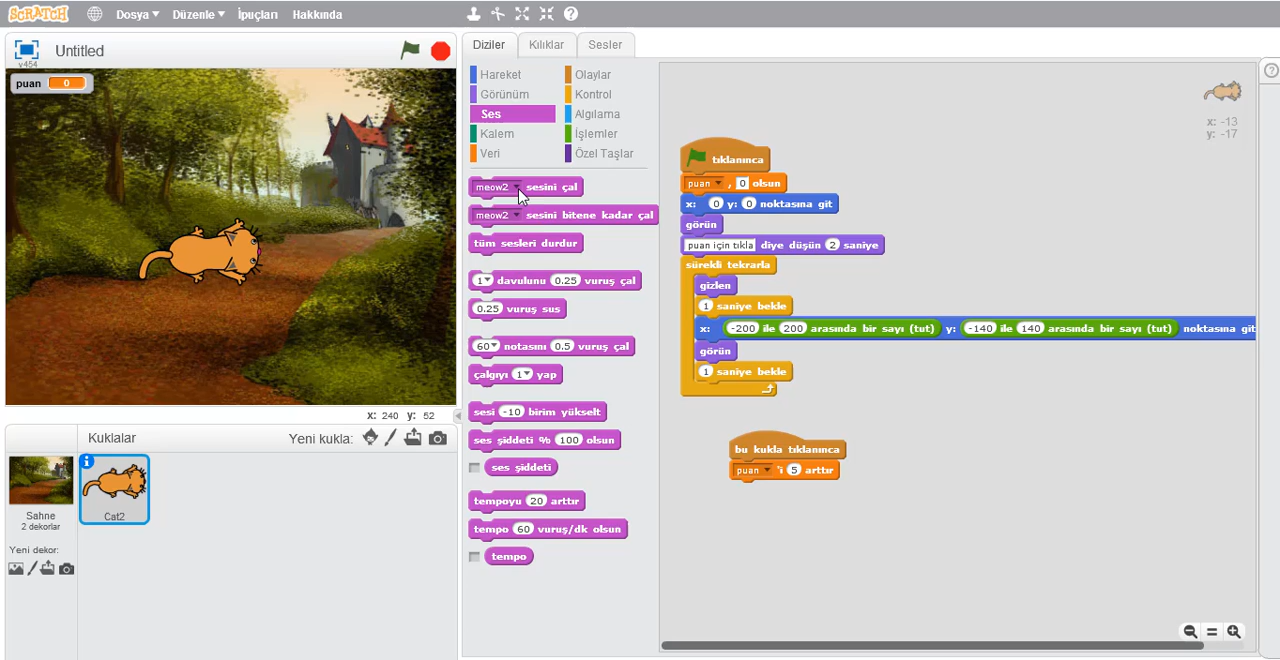 SCRATCH Dosya Düzenle İpuçları Hakkında
Untitled
v454
puan 0
x: 240 y: 52
Kuklalar Yeni kukla:
Sahne
2 dekorlar
Yeni dekor:
Cat2
Diziler Kılıklar Sesler
Hareket Olaylar
Görünüm Kontrol
Ses Algılama
Kalem İşlemler
Veri Özel Taşlar
meow2 sesini çal
meow2 sesini bitene kadar çal
tüm sesleri durdur
1 davulunu 0.25 vuruş çal
0.25 vuruş sus
60 notasını 0.5 vuruş çal
çalgıyı 1 yap
sesi -10 birim yükselt
ses şiddeti % 100 olsun
ses şiddeti
tempoyu 20 arttır
tempo 60 vuruş/dk olsun
tempo
x: -13
y: -17
tıklanınca
puan , 0 olsun
x: 0 y: 0 noktasına git
görün
puan için tıkla diye düşün 2 saniye
sürekli tekrarla
gizlen
1 saniye bekle
x: -200 ile 200 arasında bir sayı (tut) y: -140 ile 140 arasında bir sayı (tut) noktasına git
görün
1 saniye bekle
bu kukla tıklanınca
puan 'i 5 arttır